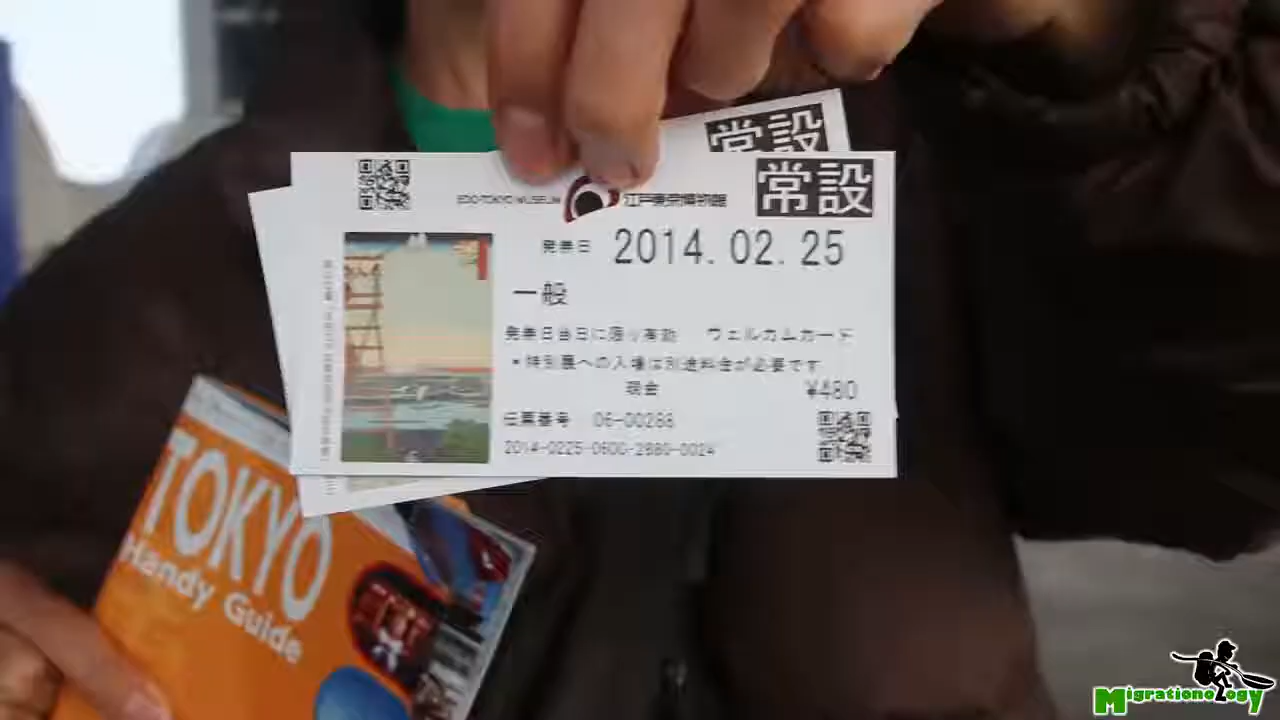 常設
EDO-TOKYO MUSEUM 江戸東京博物館 常設
発券日 2014.02.25
一般
発券日当日に限り有効 ウェルカムカード
*特別展への入場は別途料金が必要です
現金 ¥480
伝票番号 06-00288
2014-0225-0600-2880-0024
TOKYO
Handy Guide
Migrationology